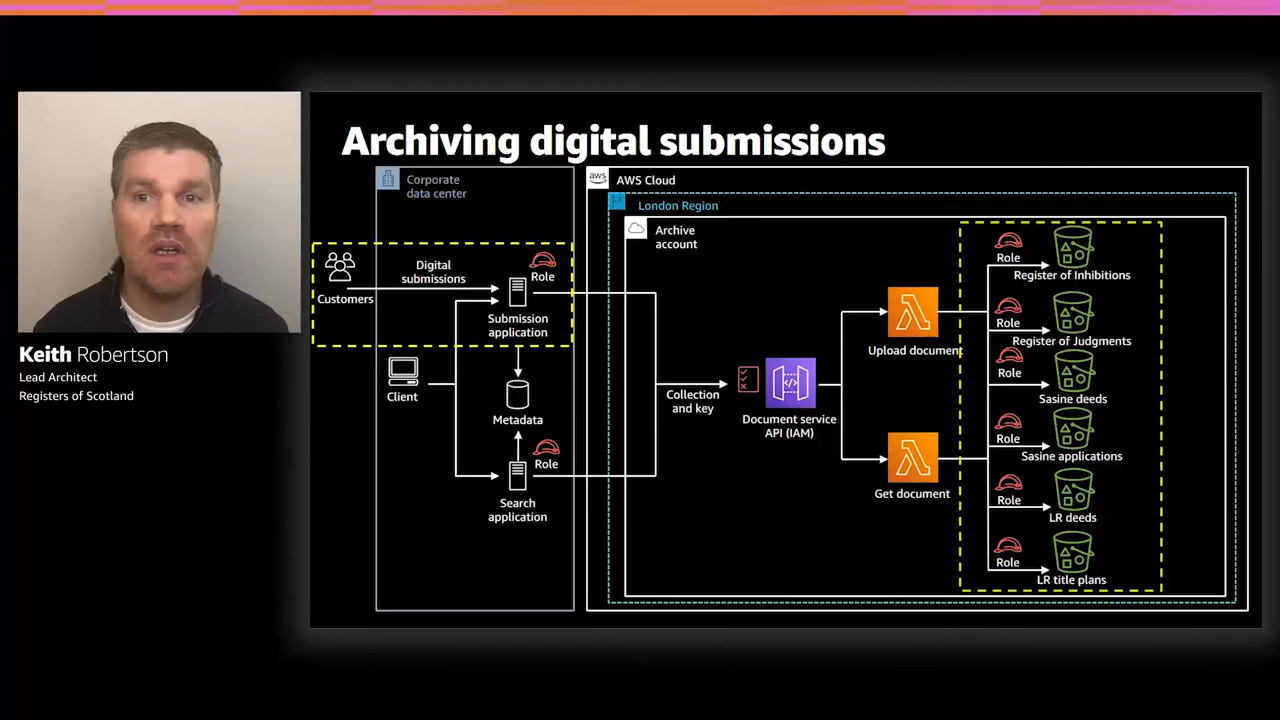 Archiving digital submissions
Corporate
data center
aws
AWS Cloud
London Region
Archive
account
Customers
Digital
submissions
Role
Submission
application
Client
Metadata
Role
Search
application
Collection
and key
Document service
API (IAM)
Upload document
Get document
Role
Register of Inhibitions
Role
Register of Judgments
Role
Sasine deeds
Role
Sasine applications
Role
LR deeds
Role
LR title plans
Keith Robertson
Lead Architect
Registers of Scotland